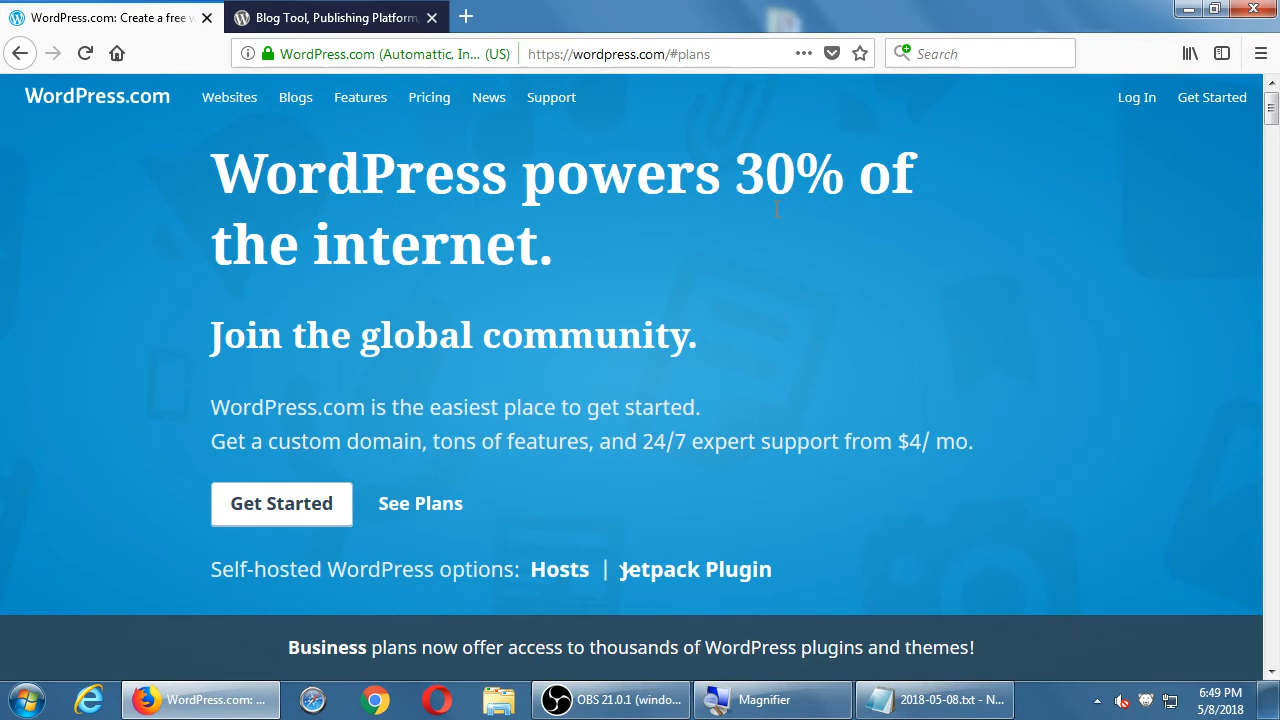 WordPress.com: Create a free w
Blog Tool, Publishing Platform,
WordPress.com (Automattic, In... (US)
https://wordpress.com/#plans
Search
WordPress.com
Websites
Blogs
Features
Pricing
News
Support
Log In
Get Started
WordPress powers 30% of
the internet.
Join the global community.
WordPress.com is the easiest place to get started.
Get a custom domain, tons of features, and 24/7 expert support from $4/ mo.
Get Started
See Plans
Self-hosted WordPress options: Hosts | Jetpack Plugin
Business plans now offer access to thousands of WordPress plugins and themes!
WordPress.com: ...
OBS 21.0.1 (windo...
Magnifier
2018-05-08.txt - N...
6:49 PM
5/8/2018